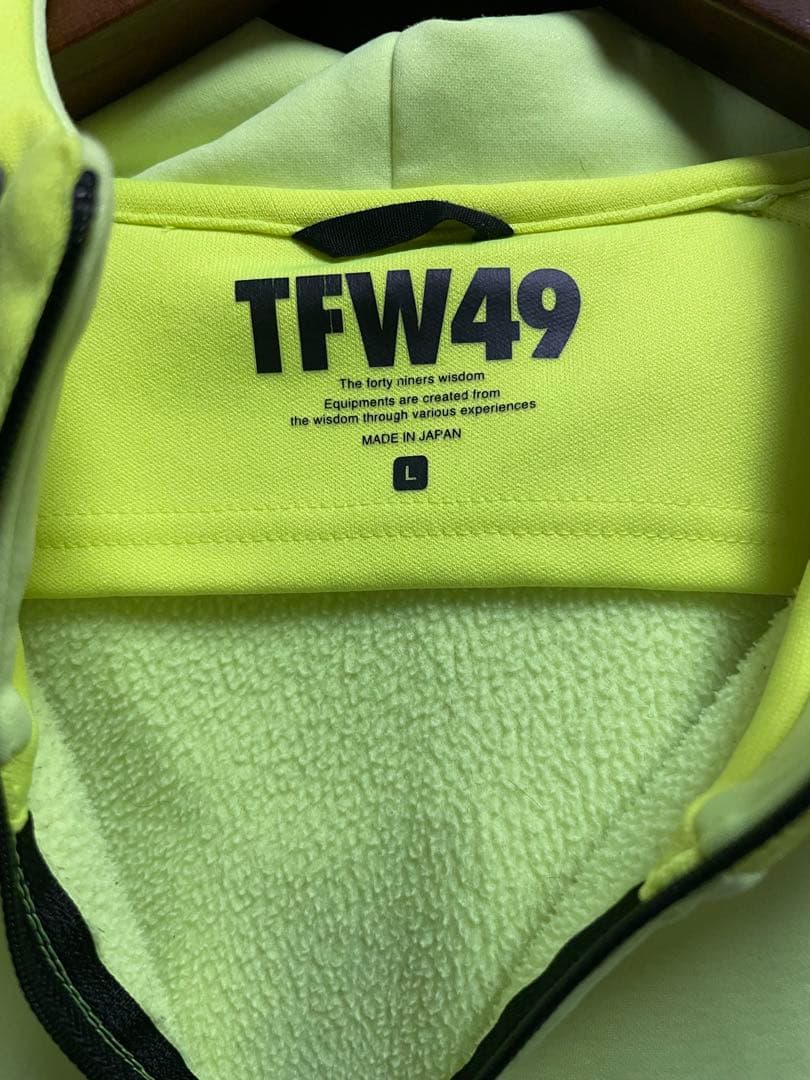 TFW49
The forty niners wisdom
Equipments are created from
the wisdom through various experiences
MADE IN JAPAN
L